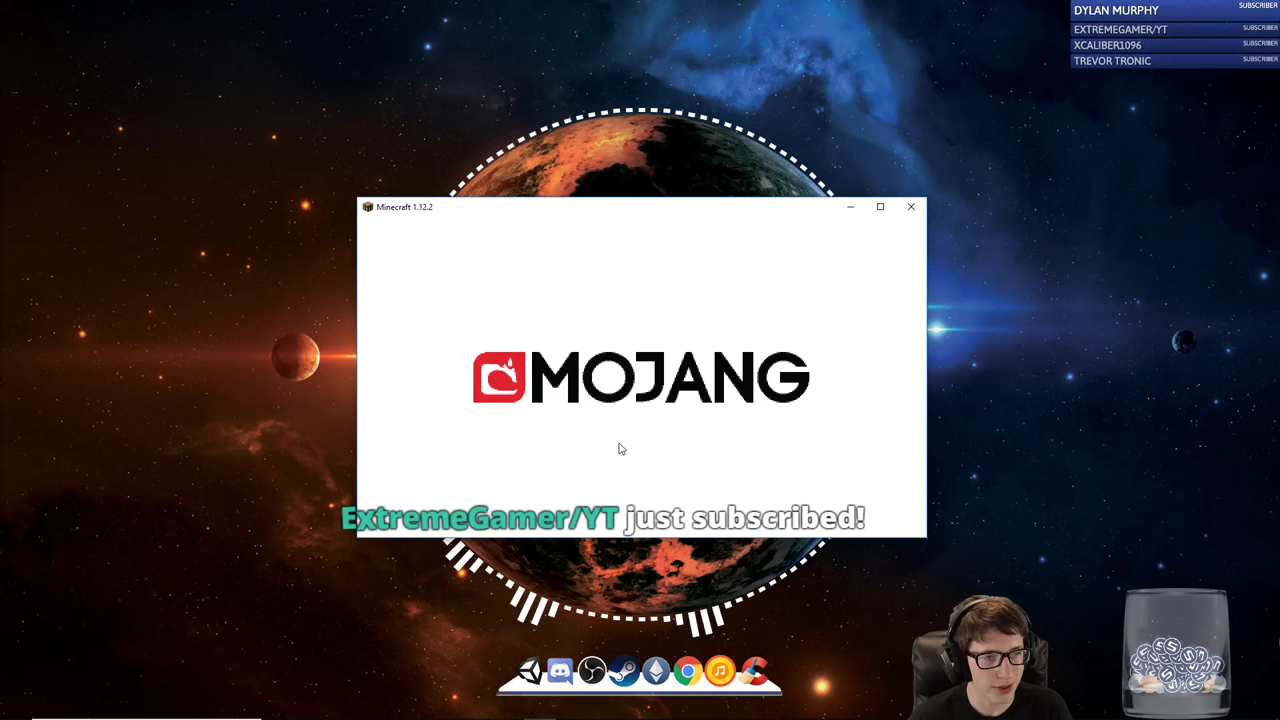 DYLAN MURPHY SUBSCRIBER
EXTREMEGAMER/YT SUBSCRIBER
XCALIBER1096 SUBSCRIBER
TREVOR TRONIC SUBSCRIBER
Minecraft 1.12.2
MOJANG
ExtremeGamer/YT just subscribed!